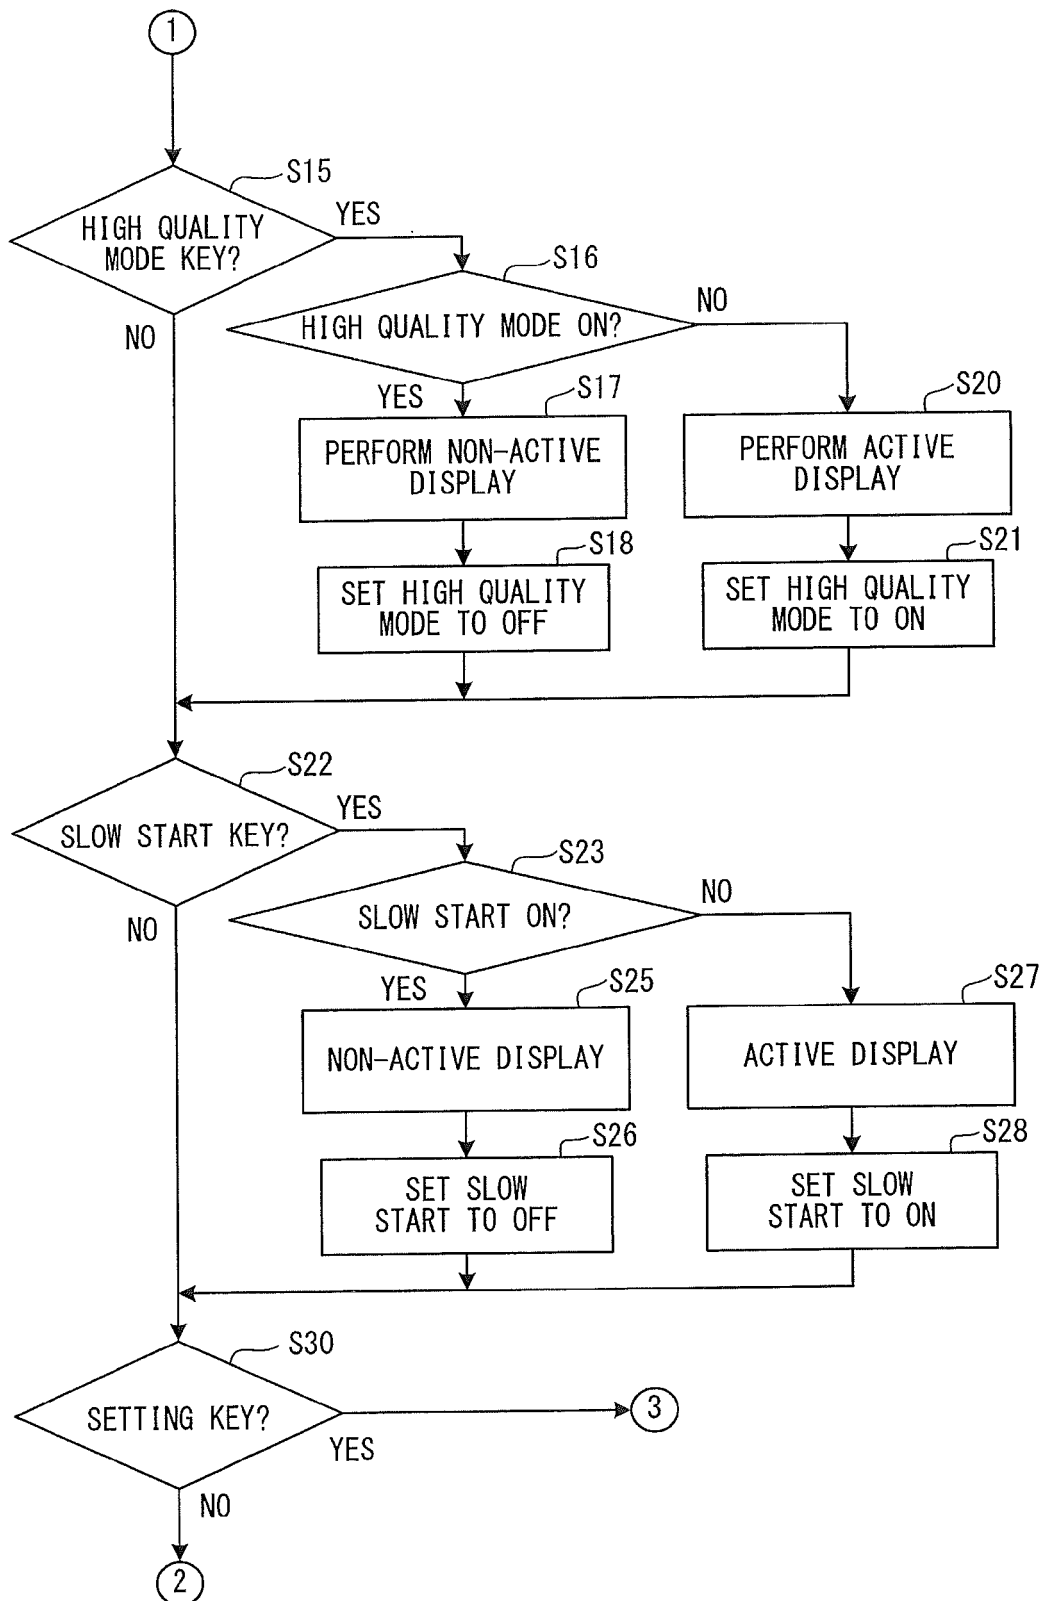 1
S15
HIGH QUALITY
MODE KEY?
YES
NO
S16
HIGH QUALITY MODE ON?
NO
YES
S17
PERFORM NON-ACTIVE
DISPLAY
S20
PERFORM ACTIVE
DISPLAY
S18
SET HIGH QUALITY
MODE TO OFF
S21
SET HIGH QUALITY
MODE TO ON
S22
SLOW START KEY?
YES
NO
S23
SLOW START ON?
NO
YES
S25
NON-ACTIVE DISPLAY
S27
ACTIVE DISPLAY
S26
SET SLOW
START TO OFF
S28
SET SLOW
START TO ON
S30
SETTING KEY?
YES
3
NO
2